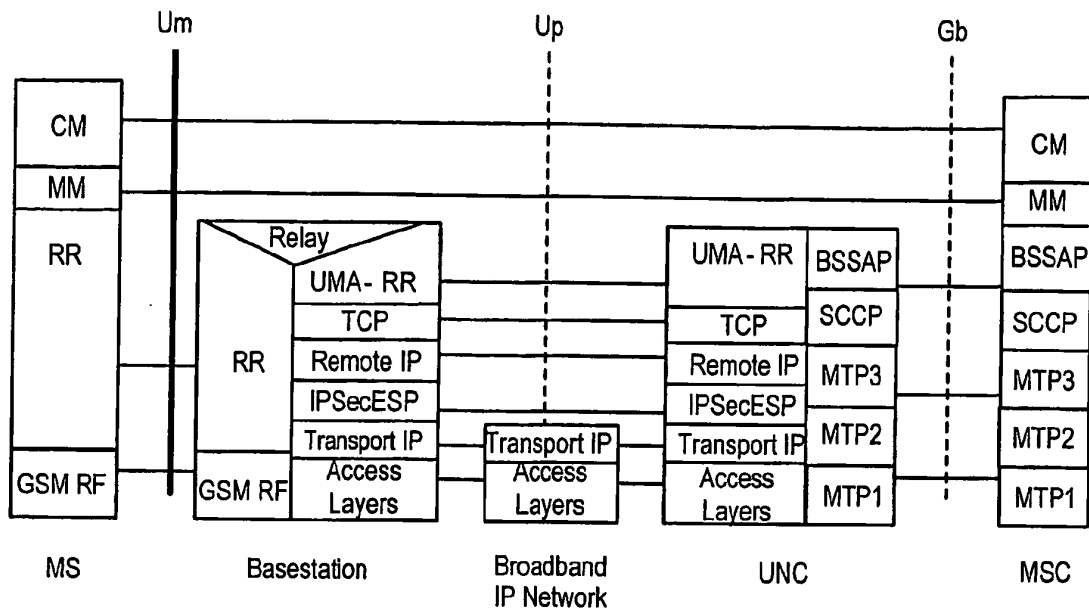 Um
Up
Gb
CM
MM
RR
GSM RF
MS
Relay
RR
GSM RF
UMA - RR
TCP
Remote IP
IPSecESP
Transport IP
Access
Layers
Basestation
Transport IP
Access
Layers
Broadband
IP Network
UMA - RR
TCP
Remote IP
IPSecESP
Transport IP
Access
Layers
BSSAP
SCCP
MTP3
MTP2
MTP1
UNC
CM
MM
BSSAP
SCCP
MTP3
MTP2
MTP1
MSC